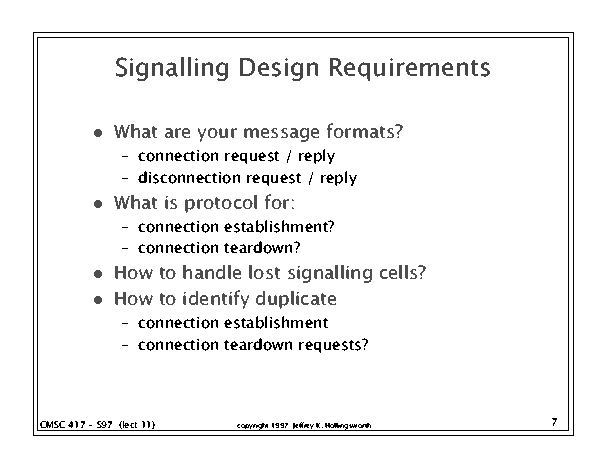 Signalling Design Requirements
● What are your message formats?
– connection request / reply
– disconnection request / reply
● What is protocol for:
– connection establishment?
– connection teardown?
● How to handle lost signalling cells?
● How to identify duplicate
– connection establishment
– connection teardown requests?
CMSC 417 - S97 (lect 11)
copyright 1997 Jeffrey K. Hollingsworth
7